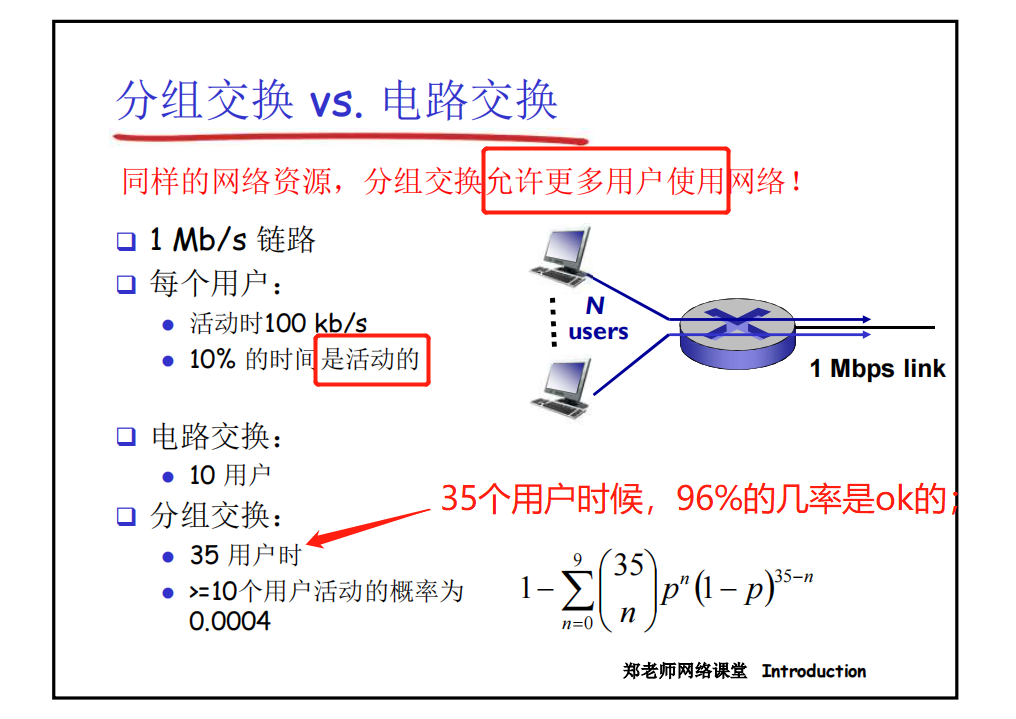 分组交换 vs. 电路交换
同样的网络资源，分组交换允许更多用户使用网络！
1 Mb/s 链路
每个用户：
活动时100 kb/s
10% 的时间是活动的
N
users
1 Mbps link
电路交换：
10 用户
分组交换：
35 用户时
>=10个用户活动的概率为
0.0004
35个用户时候，96%的几率是ok的；
1 − ∑_{n=0}^{9} \binom{35}{n} p^n (1 − p)^{35−n}
郑老师网络课堂 Introduction